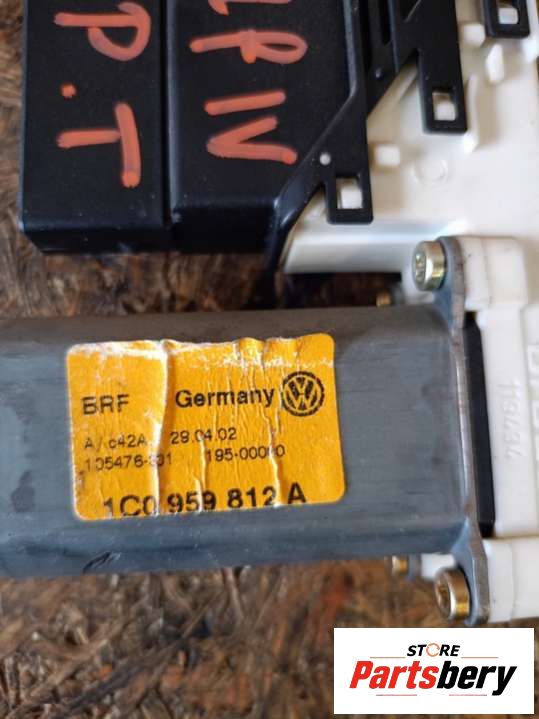 P.T
BRF Germany
A / c42A 29.04.02
195-00000
1C0 959 812 A
STORE
Partsbery